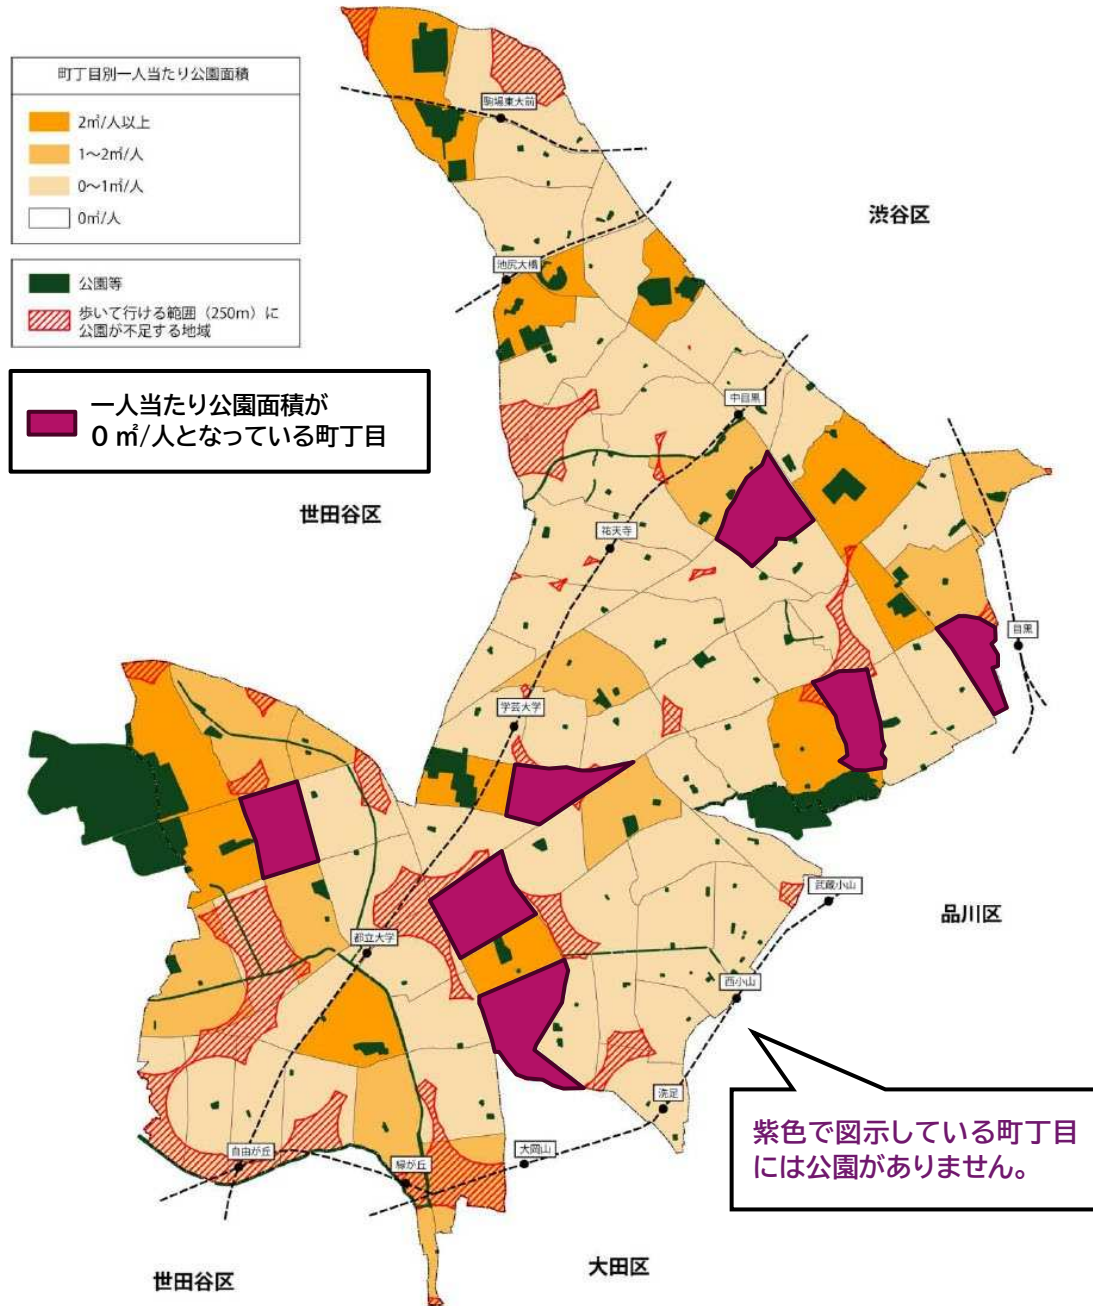 町丁目別一人当たり公園面積
2㎡/人以上
1～2㎡/人
0～1㎡/人
0㎡/人
公園等
歩いて行ける範囲（250m）に
公園が不足する地域
一人当たり公園面積が
０㎡/人となっている町丁目
駒場東大前
渋谷区
池尻大橋
中目黒
世田谷区
祐天寺
目黒
学芸大学
武蔵小山
品川区
都立大学
西小山
洗足
紫色で図示している町丁目
には公園がありません。
自由が丘
緑が丘
大岡山
世田谷区
大田区